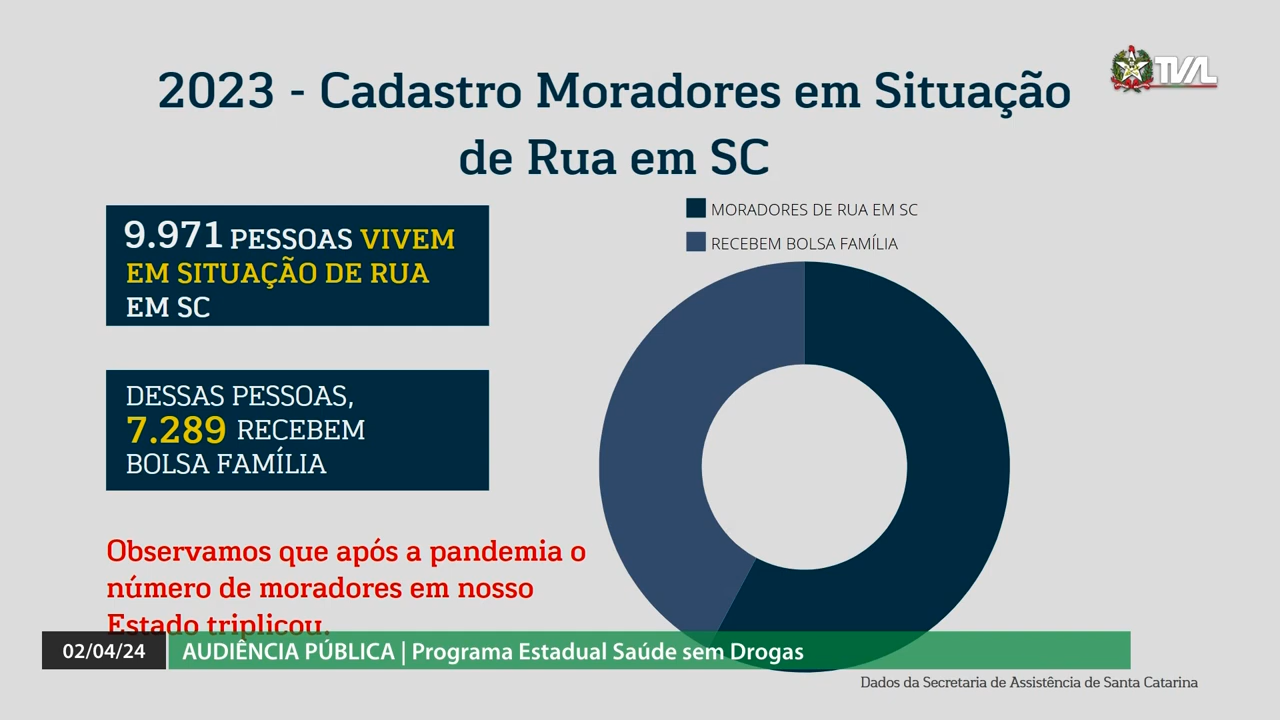 2023 - Cadastro Moradores em Situação
de Rua em SC
TVAL
9.971 PESSOAS VIVEM
EM SITUAÇÃO DE RUA
EM SC
DESSAS PESSOAS,
7.289 RECEBEM
BOLSA FAMÍLIA
Observamos que após a pandemia o
número de moradores em nosso
Estado triplicou.
MORADORES DE RUA EM SC
RECEBEM BOLSA FAMÍLIA
02/04/24 AUDIÊNCIA PÚBLICA | Programa Estadual Saúde sem Drogas
Dados da Secretaria de Assistência de Santa Catarina